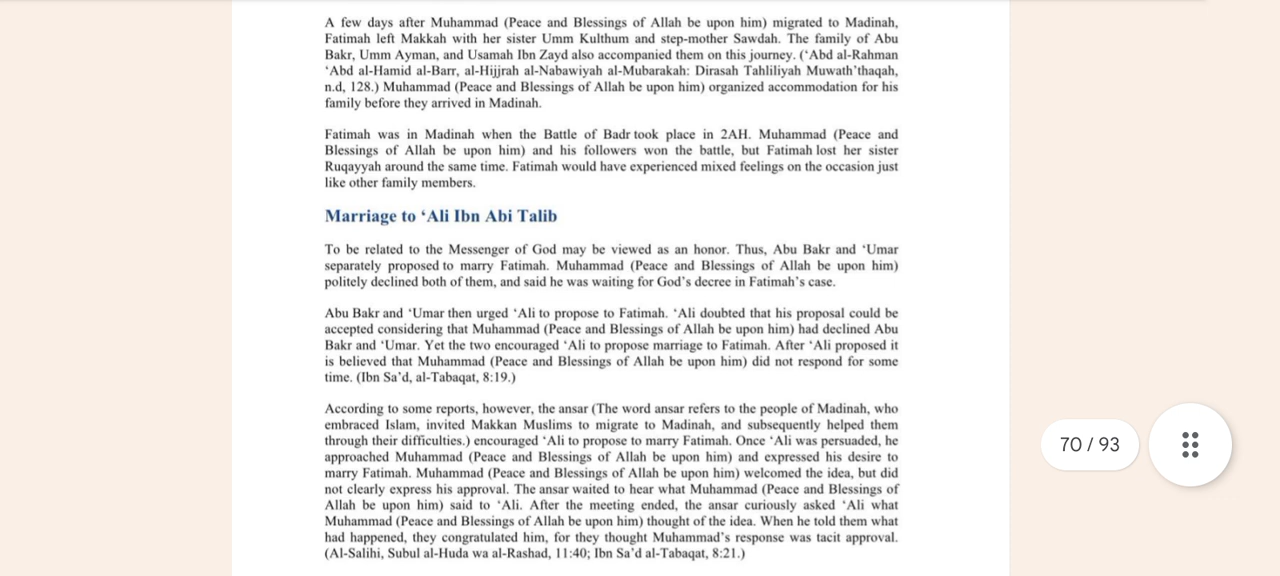 A few days after Muhammad (Peace and Blessings of Allah be upon him) migrated to Madinah,
Fatimah left Makkah with her sister Umm Kulthum and step-mother Sawdah. The family of Abu
Bakr, Umm Ayman, and Usamah Ibn Zayd also accompanied them on this journey. (‘Abd al-Rahman
‘Abd al-Hamid al-Barr, al-Hijjrah al-Nabawiyah al-Mubarakah: Dirasah Tahliliyah Muwath’thaqah,
n.d, 128.) Muhammad (Peace and Blessings of Allah be upon him) organized accommodation for his
family before they arrived in Madinah.
Fatimah was in Madinah when the Battle of Badr took place in 2AH. Muhammad (Peace and
Blessings of Allah be upon him) and his followers won the battle, but Fatimah lost her sister
Ruqayyah around the same time. Fatimah would have experienced mixed feelings on the occasion just
like other family members.
Marriage to ‘Ali Ibn Abi Talib
To be related to the Messenger of God may be viewed as an honor. Thus, Abu Bakr and ‘Umar
separately proposed to marry Fatimah. Muhammad (Peace and Blessings of Allah be upon him)
politely declined both of them, and said he was waiting for God’s decree in Fatimah’s case.
Abu Bakr and ‘Umar then urged ‘Ali to propose to Fatimah. ‘Ali doubted that his proposal could be
accepted considering that Muhammad (Peace and Blessings of Allah be upon him) had declined Abu
Bakr and ‘Umar. Yet the two encouraged ‘Ali to propose marriage to Fatimah. After ‘Ali proposed it
is believed that Muhammad (Peace and Blessings of Allah be upon him) did not respond for some
time. (Ibn Sa’d, al-Tabaqat, 8:19.)
According to some reports, however, the ansar (The word ansar refers to the people of Madinah, who
embraced Islam, invited Makkan Muslims to migrate to Madinah, and subsequently helped them
through their difficulties.) encouraged ‘Ali to propose to marry Fatimah. Once ‘Ali was persuaded, he
approached Muhammad (Peace and Blessings of Allah be upon him) and expressed his desire to
marry Fatimah. Muhammad (Peace and Blessings of Allah be upon him) welcomed the idea, but did
not clearly express his approval. The ansar waited to hear what Muhammad (Peace and Blessings of
Allah be upon him) said to ‘Ali. After the meeting ended, the ansar curiously asked ‘Ali what
Muhammad (Peace and Blessings of Allah be upon him) thought of the idea. When he told them what
had happened, they congratulated him, for they thought Muhammad’s response was tacit approval.
(Al-Salihi, Subul al-Huda wa al-Rashad, 11:40; Ibn Sa’d al-Tabaqat, 8:21.)
70 / 93